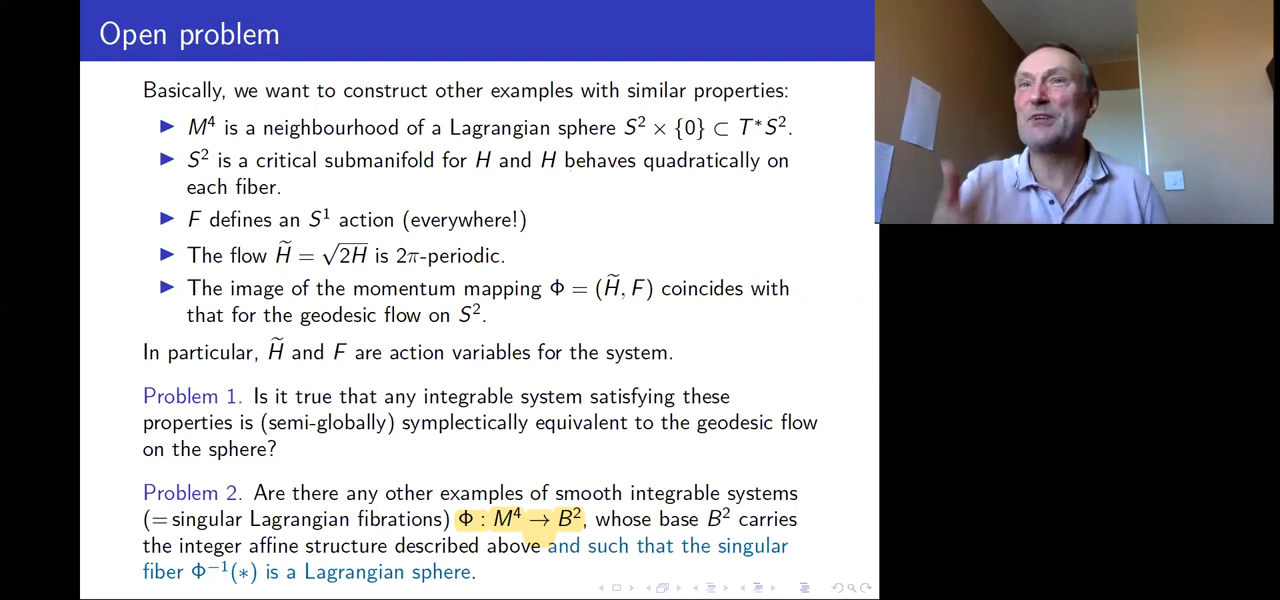 Open problem
Basically, we want to construct other examples with similar properties:
▶ M⁴ is a neighbourhood of a Lagrangian sphere S² × {0} ⊂ T*S².
▶ S² is a critical submanifold for H and H behaves quadratically on
each fiber.
▶ F defines an S¹ action (everywhere!)
▶ The flow H̃ = √(2H) is 2π-periodic.
▶ The image of the momentum mapping Φ = (H̃, F) coincides with
that for the geodesic flow on S².
In particular, H̃ and F are action variables for the system.
Problem 1. Is it true that any integrable system satisfying these
properties is (semi-globally) symplectically equivalent to the geodesic flow
on the sphere?
Problem 2. Are there any other examples of smooth integrable systems
(= singular Lagrangian fibrations) Φ : M⁴ → B², whose base B² carries
the integer affine structure described above and such that the singular
fiber Φ⁻¹(*) is a Lagrangian sphere.